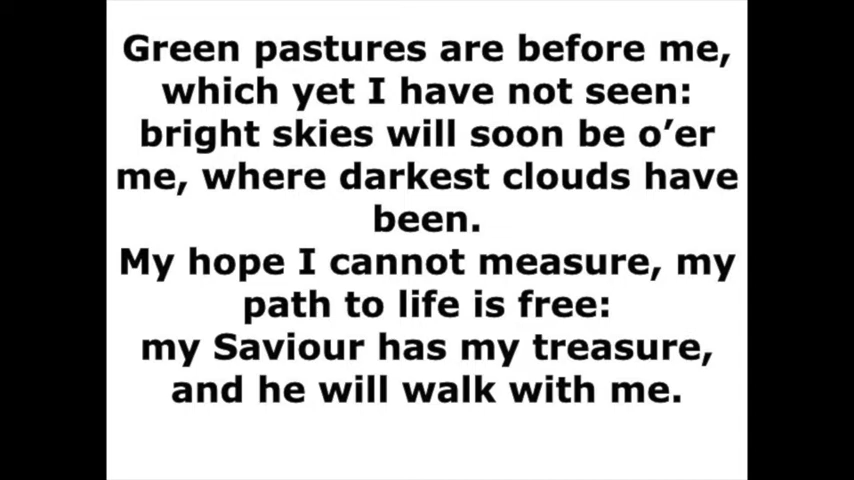 Green pastures are before me,
which yet I have not seen:
bright skies will soon be o’er
me, where darkest clouds have
been.
My hope I cannot measure, my
path to life is free:
my Saviour has my treasure,
and he will walk with me.